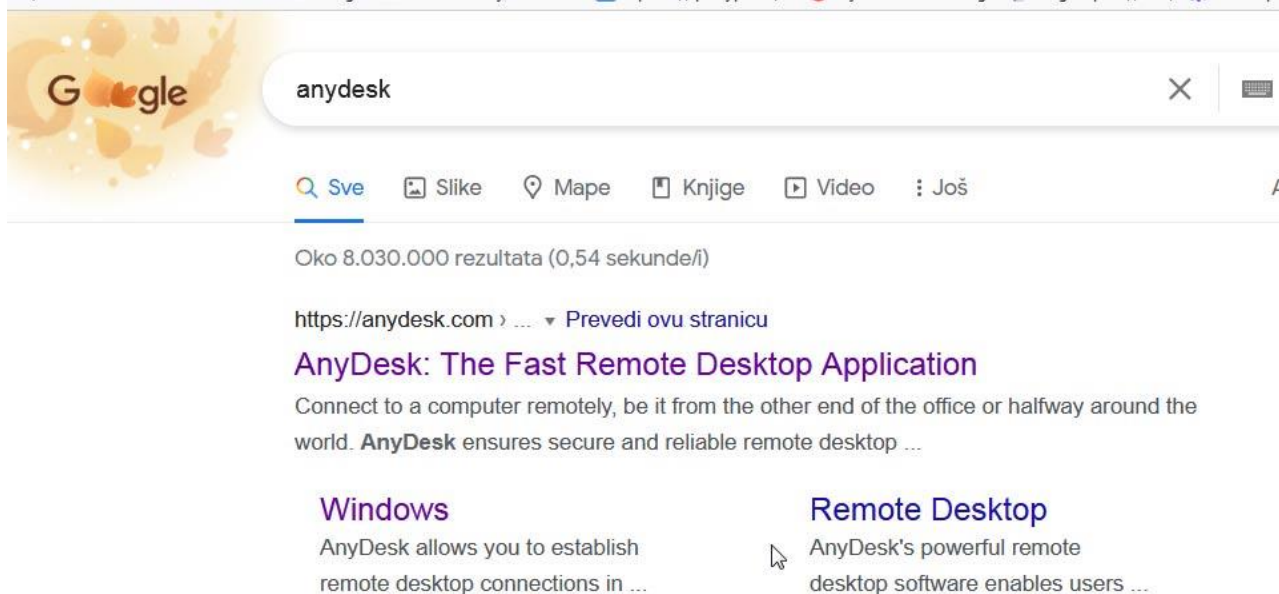 Google
anydesk
Sve Slike Mape Knjige Video Još
Oko 8.030.000 rezultata (0,54 sekunde/i)
https://anydesk.com › ... Prevedi ovu stranicu
AnyDesk: The Fast Remote Desktop Application
Connect to a computer remotely, be it from the other end of the office or halfway around the
world. AnyDesk ensures secure and reliable remote desktop ...
Windows
AnyDesk allows you to establish
remote desktop connections in ...
Remote Desktop
AnyDesk's powerful remote
desktop software enables users ...